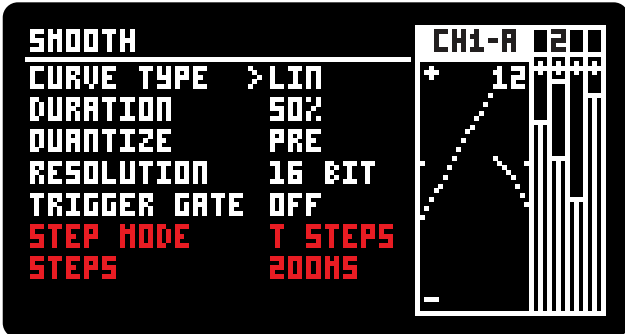 SMOOTH
CURVE TYPE >LIN
DURATION 50%
QUANTIZE PRE
RESOLUTION 16 BIT
TRIGGER GATE OFF
STEP MODE T STEPS
STEPS 200MS
CH1-A 2
+ 12
-